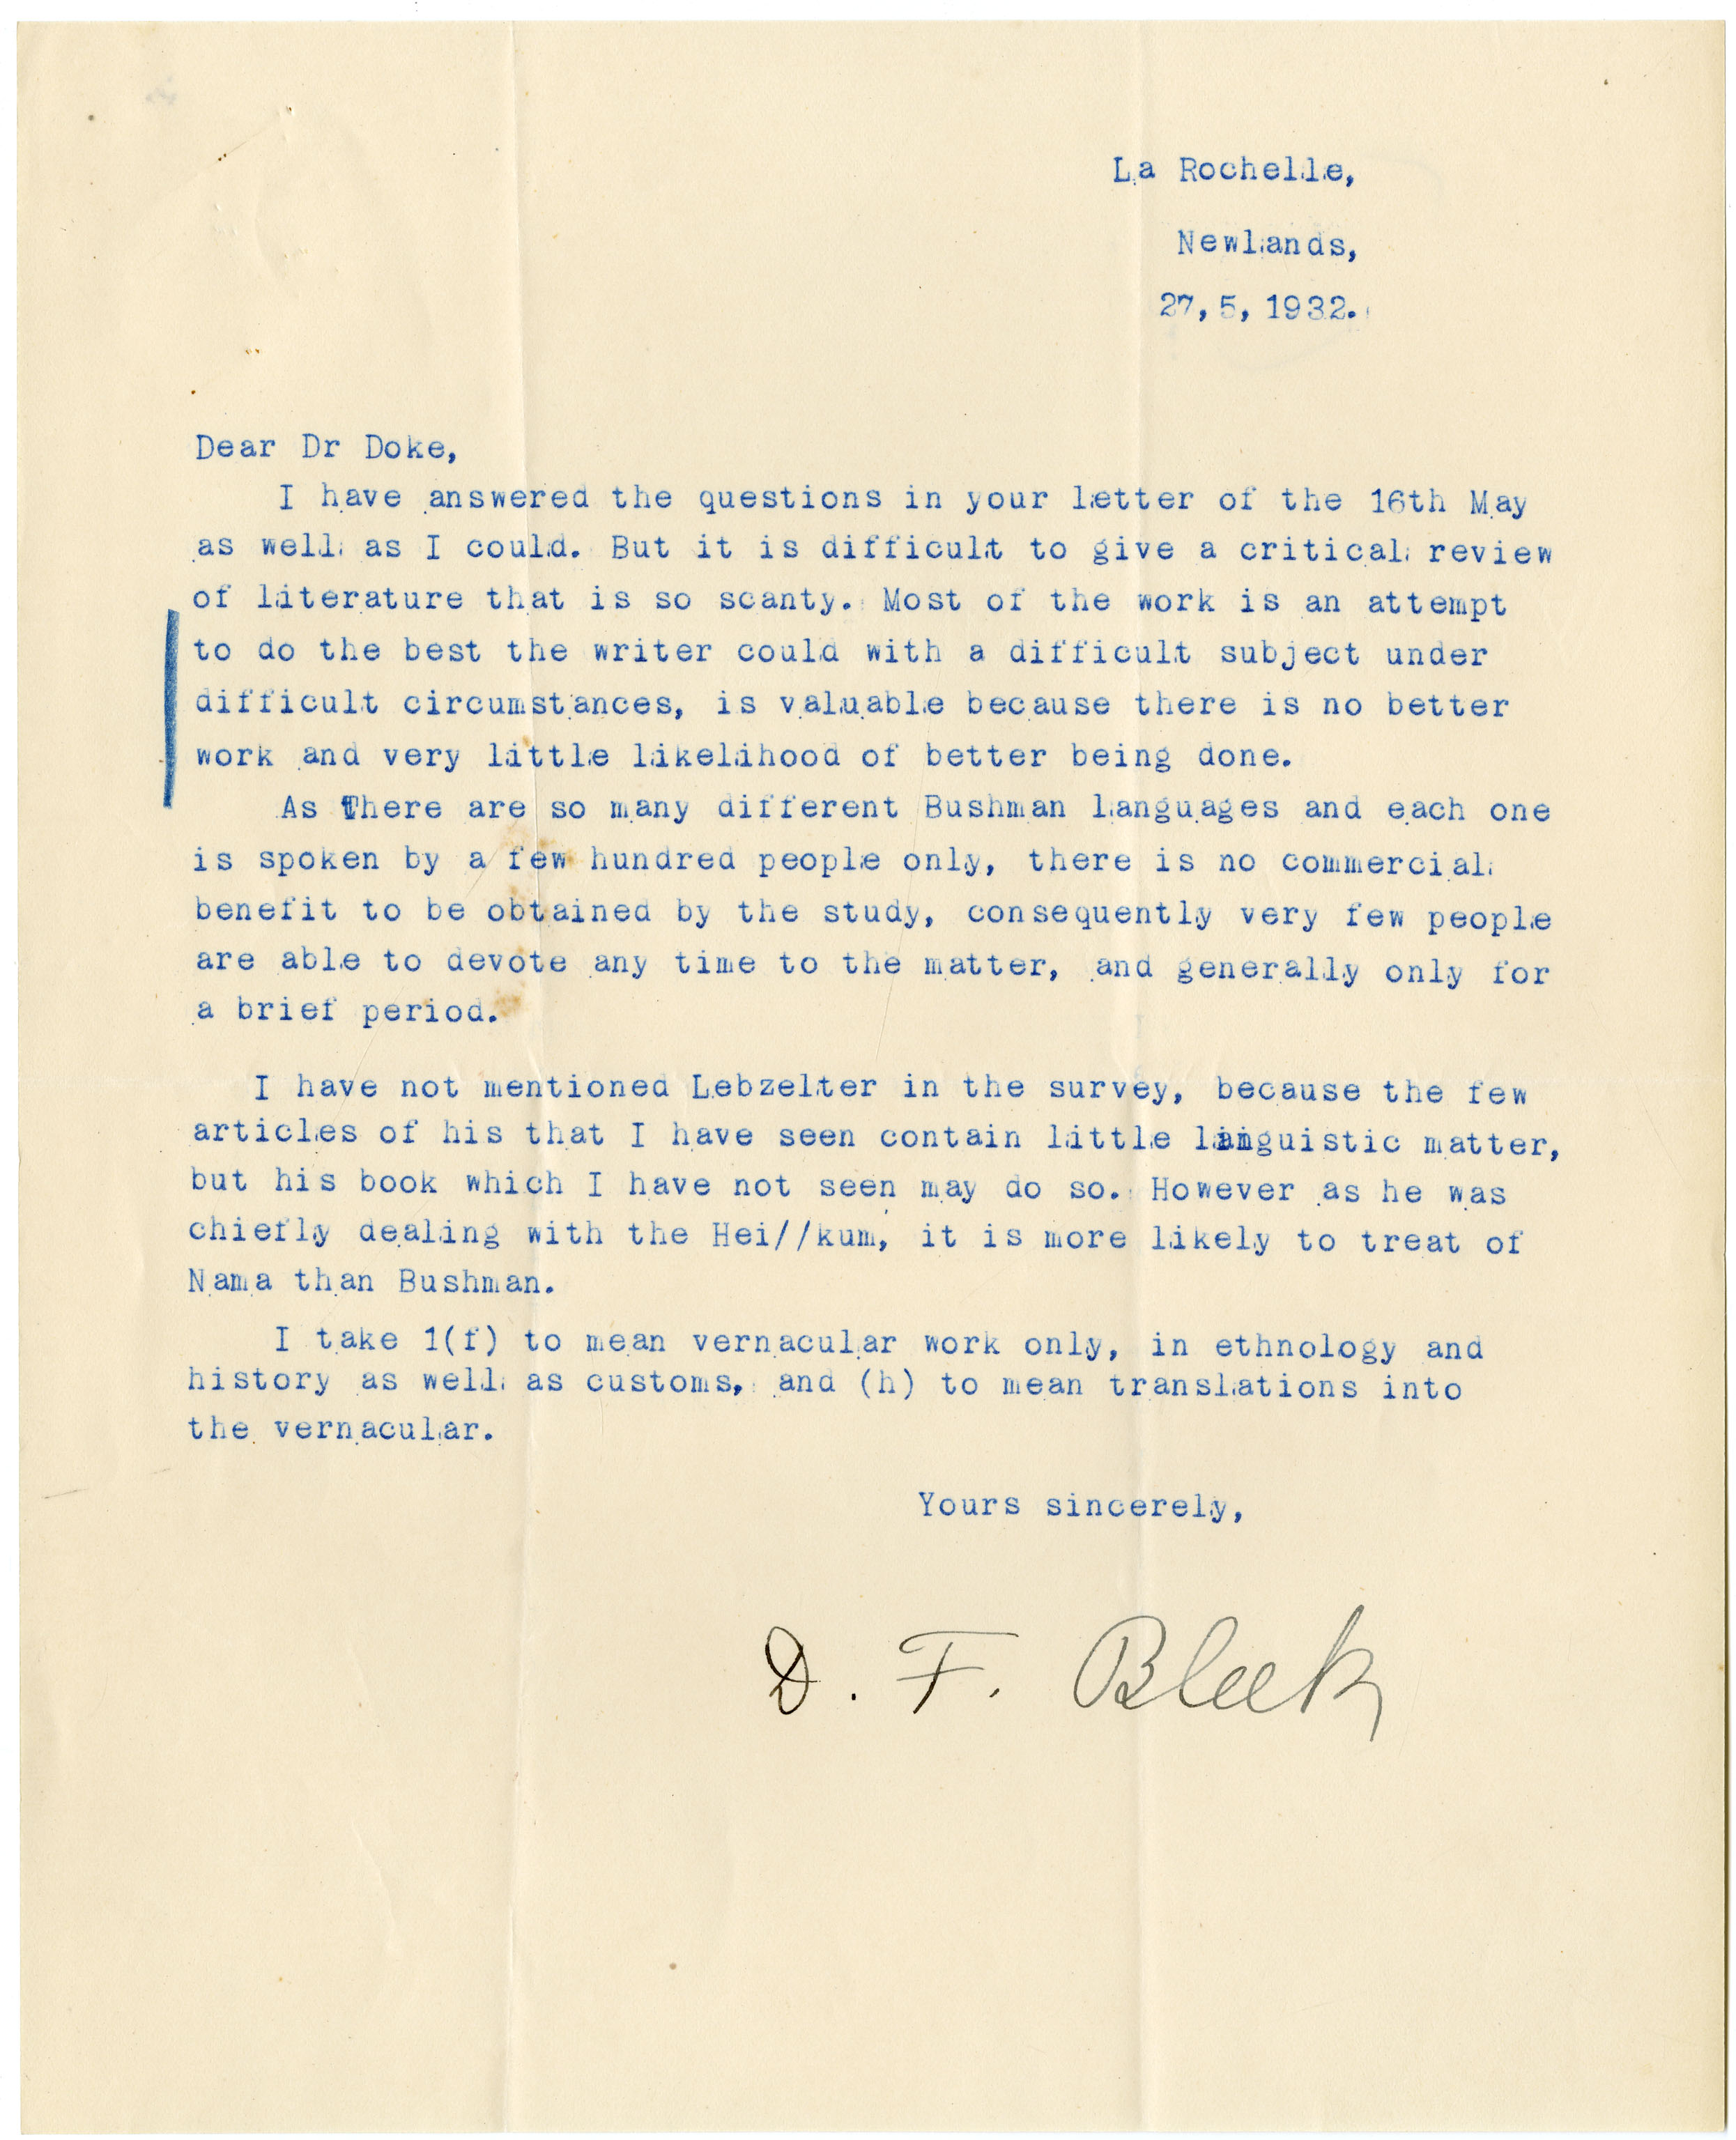 La Rochelle,
Newlands,
27, 5, 1932.
Dear Dr Doke,
I have answered the questions in your letter of the 16th May
as well as I could. But it is difficult to give a critical review
of literature that is so scanty. Most of the work is an attempt
to do the best the writer could with a difficult subject under
difficult circumstances, is valuable because there is no better
work and very little likelihood of better being done.
As there are so many different Bushman languages and each one
is spoken by a few hundred people only, there is no commercial
benefit to be obtained by the study, consequently very few people
are able to devote any time to the matter, and generally only for
a brief period.
I have not mentioned Lebzelter in the survey, because the few
articles of his that I have seen contain little linguistic matter,
but his book which I have not seen may do so. However as he was
chiefly dealing with the Hei//kum, it is more likely to treat of
Nama than Bushman.
I take 1(f) to mean vernacular work only, in ethnology and
history as well as customs, and (h) to mean translations into
the vernacular.
Yours sincerely,
D. F. Bleek